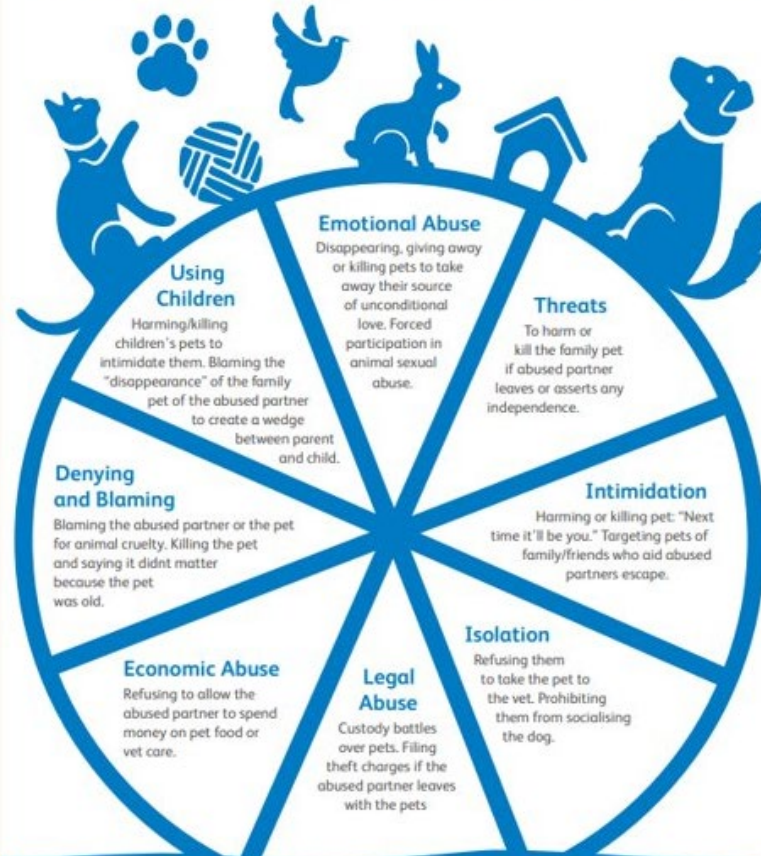 Emotional Abuse
Disappearing, giving away
or killing pets to take
away their source
of unconditional
love. Forced
participation in
animal sexual
abuse.
Threats
To harm or
kill the family pet
if abused partner
leaves or asserts any
independence.
Intimidation
Harming or killing pet: “Next
time it’ll be you.” Targeting pets of
family/friends who aid abused
partners escape.
Isolation
Refusing them
to take the pet to
the vet. Prohibiting
them from socialising
the dog.
Legal
Abuse
Custody battles
over pets. Filing
theft charges if the
abused partner leaves
with the pets
Economic Abuse
Refusing to allow the
abused partner to spend
money on pet food or
vet care.
Denying
and Blaming
Blaming the abused partner or the pet
for animal cruelty. Killing the pet
and saying it didnt matter
because the pet
was old.
Using
Children
Harming/killing
children’s pets to
intimidate them. Blaming the
“disappearance” of the family
pet of the abused partner
to create a wedge
between parent
and child.